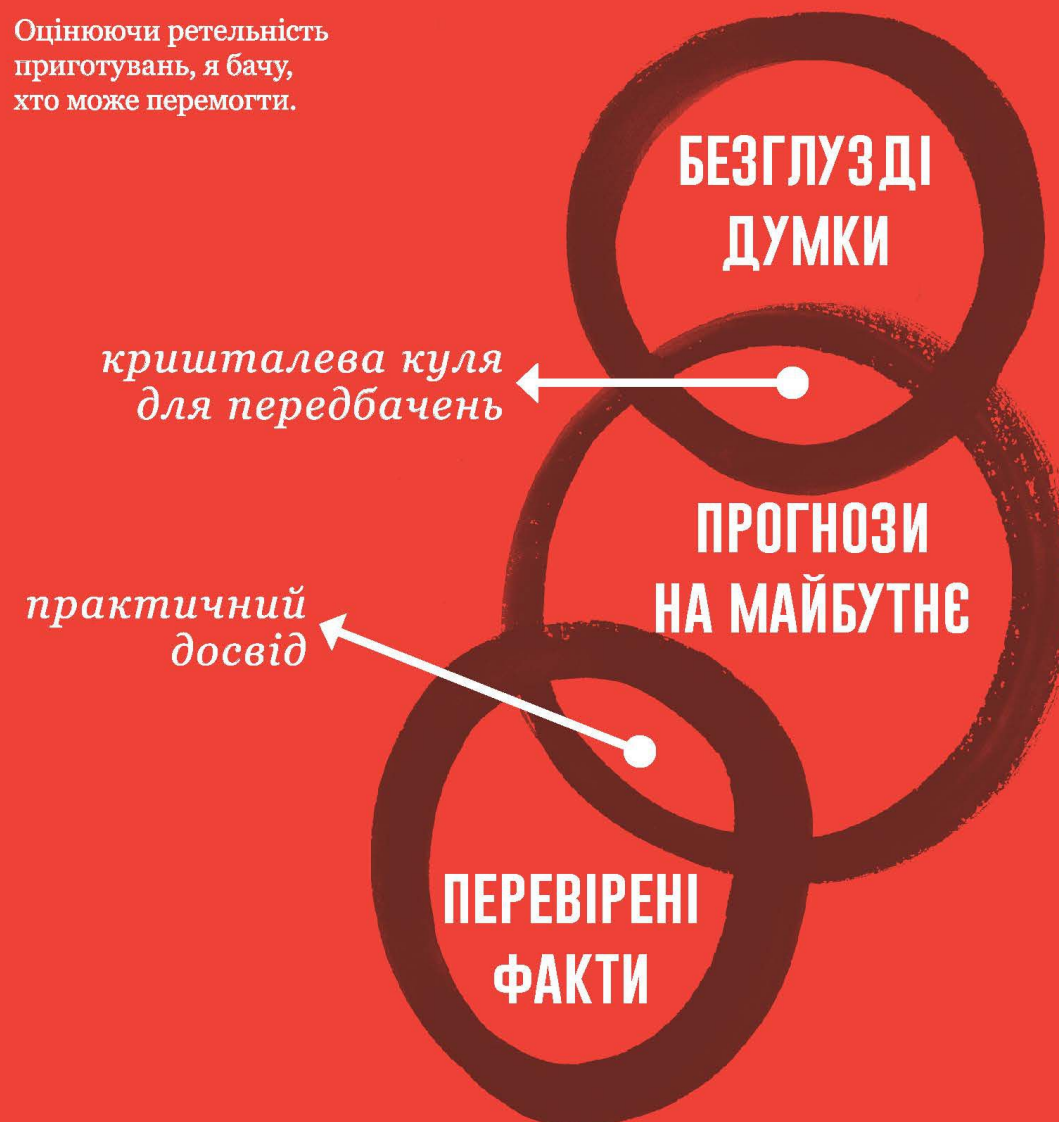 Оцінюючи ретельність
приготувань, я бачу,
хто може перемогти.
БЕЗГЛУЗДІ
ДУМКИ
кришталева куля
для передбачень
ПРОГНОЗИ
НА МАЙБУТНЄ
практичний
досвід
ПЕРЕВІРЕНІ
ФАКТИ